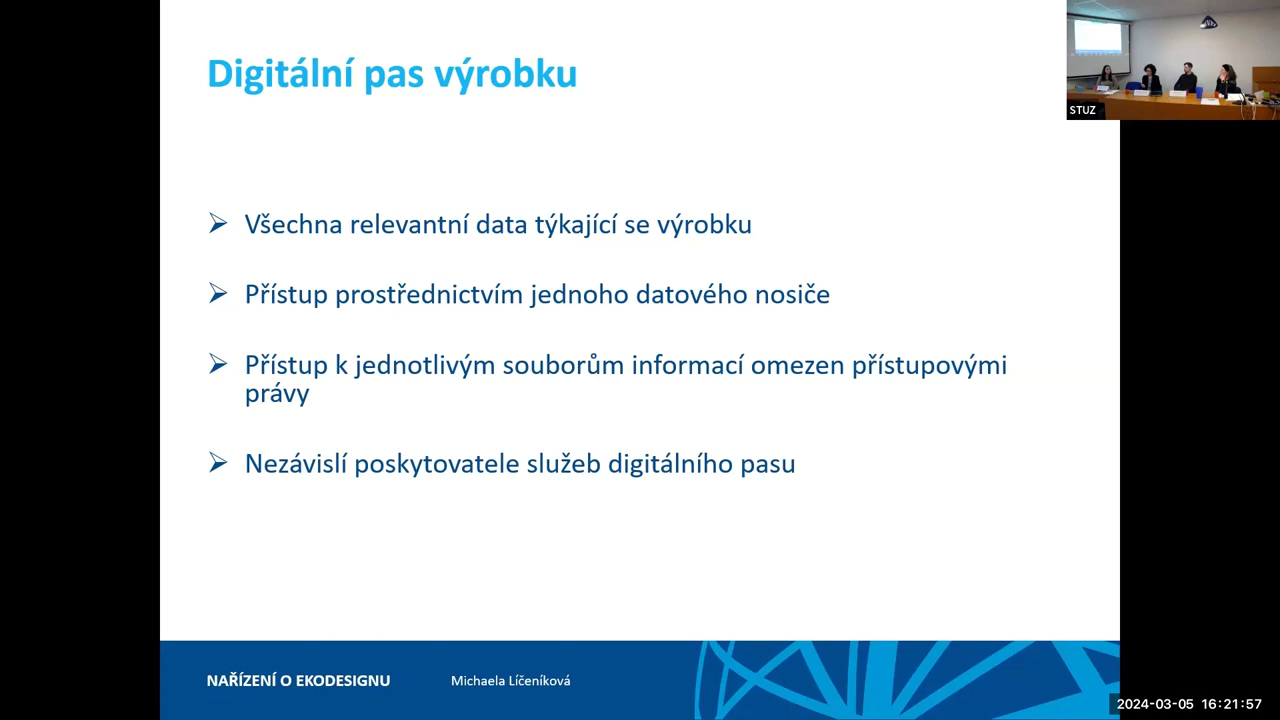 Digitální pas výrobku
STUZ
Všechna relevantní data týkající se výrobku
Přístup prostřednictvím jednoho datového nosiče
Přístup k jednotlivým souborům informací omezen přístupovými
právy
Nezávislí poskytovatele služeb digitálního pasu
NAŘÍZENÍ O EKODESIGNU
Michaela Líčeníková
2024-03-05 16:21:57